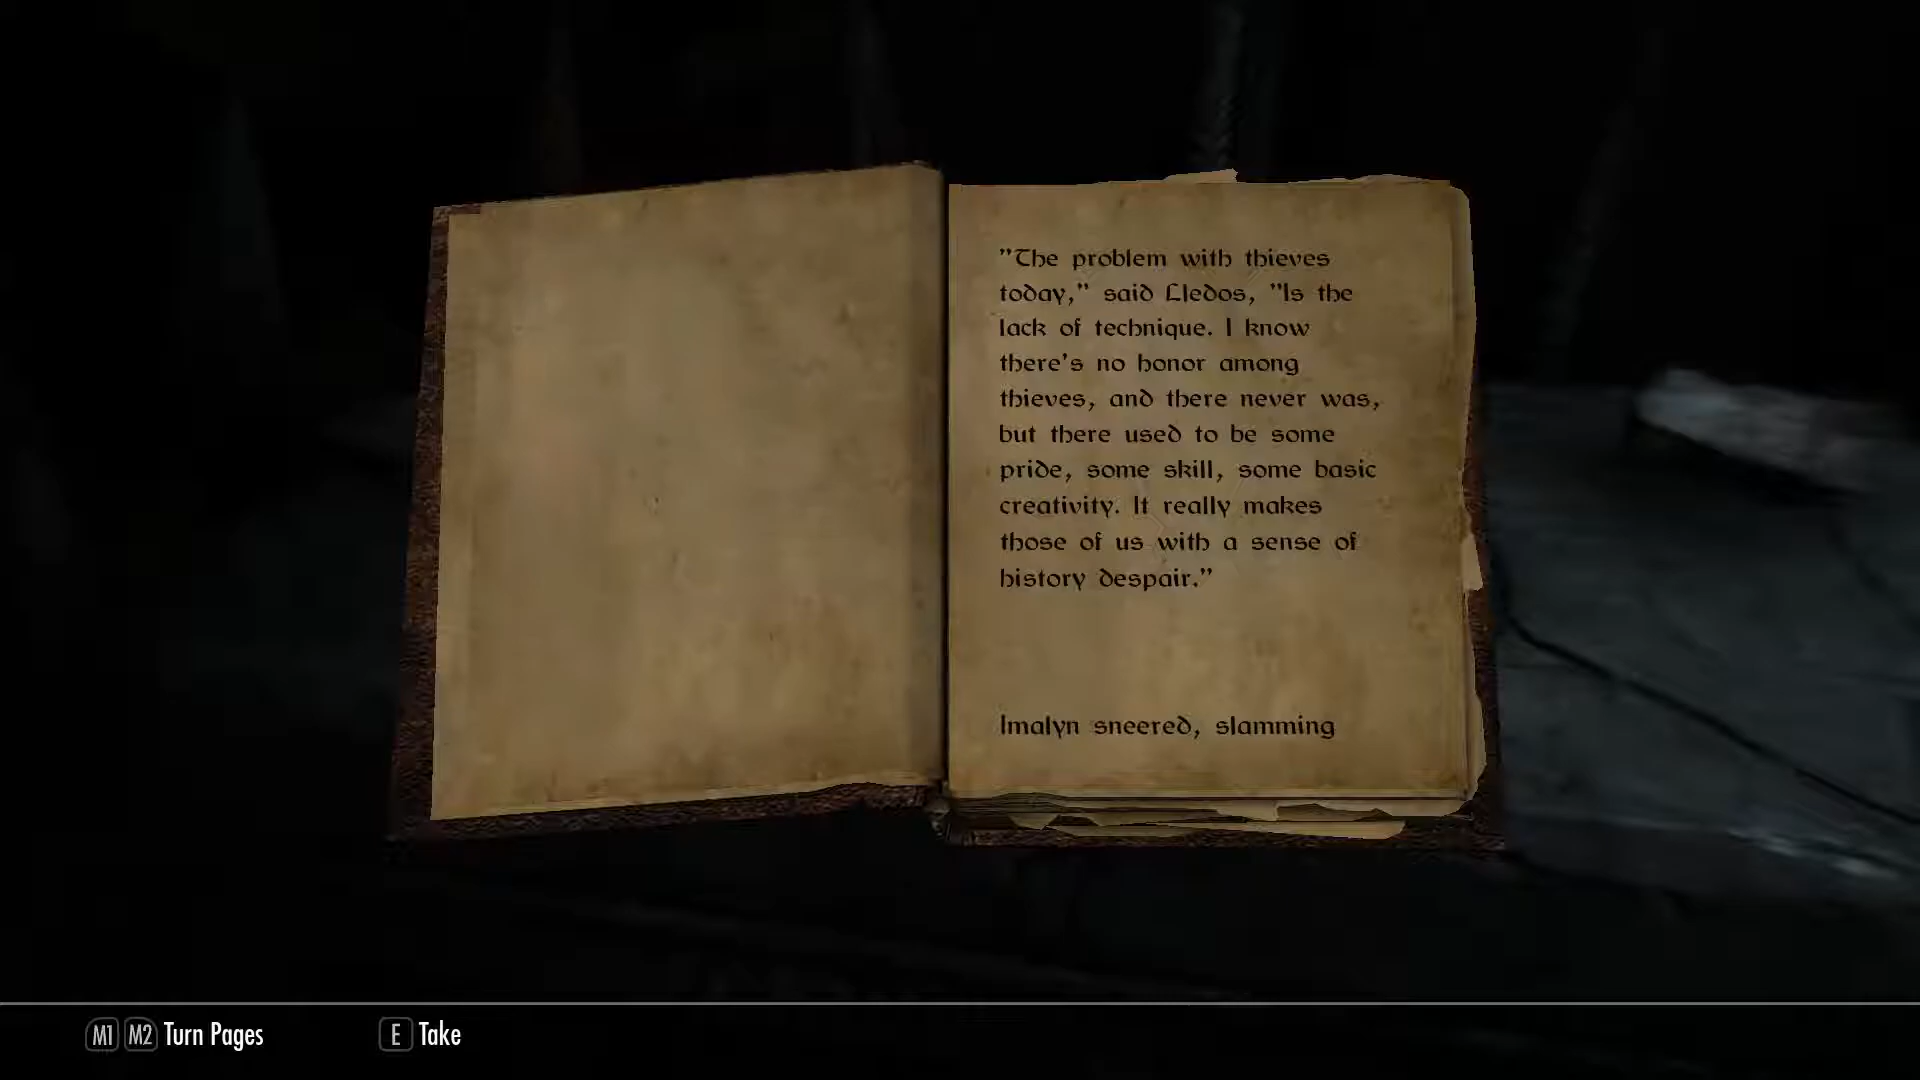 "The problem with thieves
today," said Lledos, "Is the
lack of technique. I know
there's no honor among
thieves, and there never was,
but there used to be some
pride, some skill, some basic
creativity. It really makes
those of us with a sense of
history despair."
Imalyn sneered, slamming
M1 M2 Turn Pages
E Take